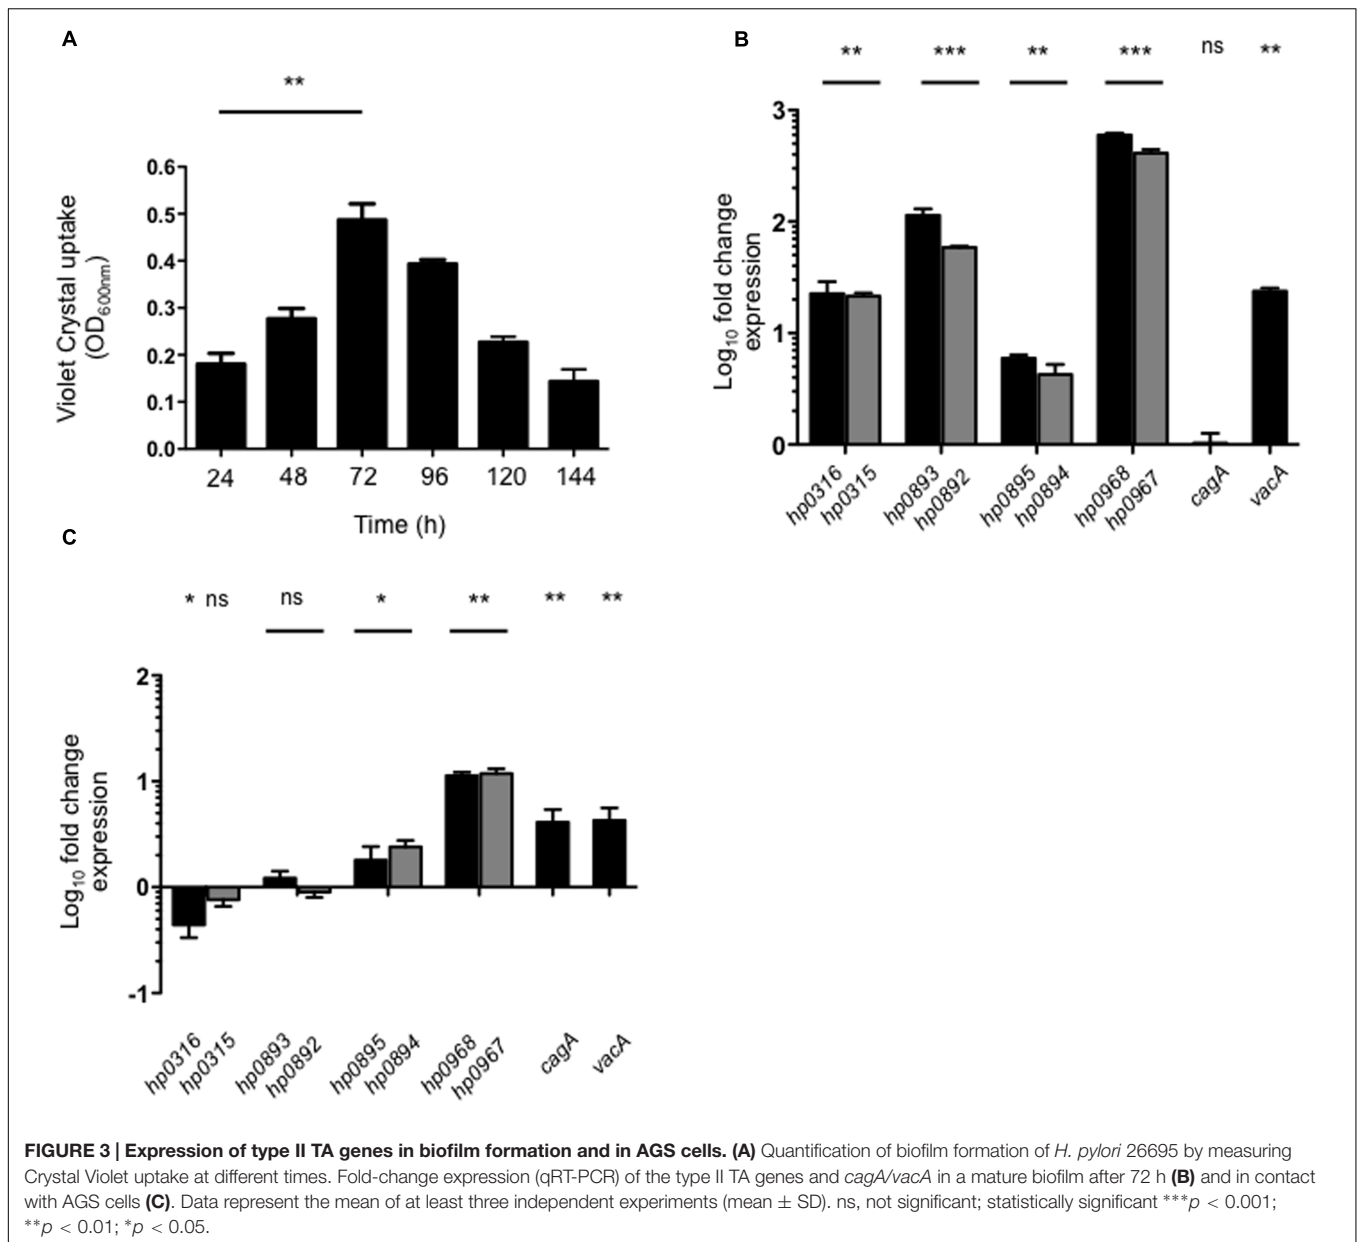 A
**
0.6
0.5
0.4
0.3
0.2
0.1
0.0
Violet Crystal uptake
(OD600nm)
24 48 72 96 120 144
Time (h)
B
** *** ** *** ns **
3
2
1
0
Log10 fold change
expression
hp0316 hp0315 hp0893 hp0892 hp0895 hp0894 hp0968 hp0967 cagA vacA
C
* ns ns * ** ** **
2
1
0
-1
Log10 fold change
expression
hp0316 hp0315 hp0893 hp0892 hp0895 hp0894 hp0968 hp0967 cagA vacA
FIGURE 3 | Expression of type II TA genes in biofilm formation and in AGS cells. (A) Quantification of biofilm formation of H. pylori 26695 by measuring
Crystal Violet uptake at different times. Fold-change expression (qRT-PCR) of the type II TA genes and cagA/vacA in a mature biofilm after 72 h (B) and in contact
with AGS cells (C). Data represent the mean of at least three independent experiments (mean ± SD). ns, not significant; statistically significant ***p < 0.001;
**p < 0.01; *p < 0.05.